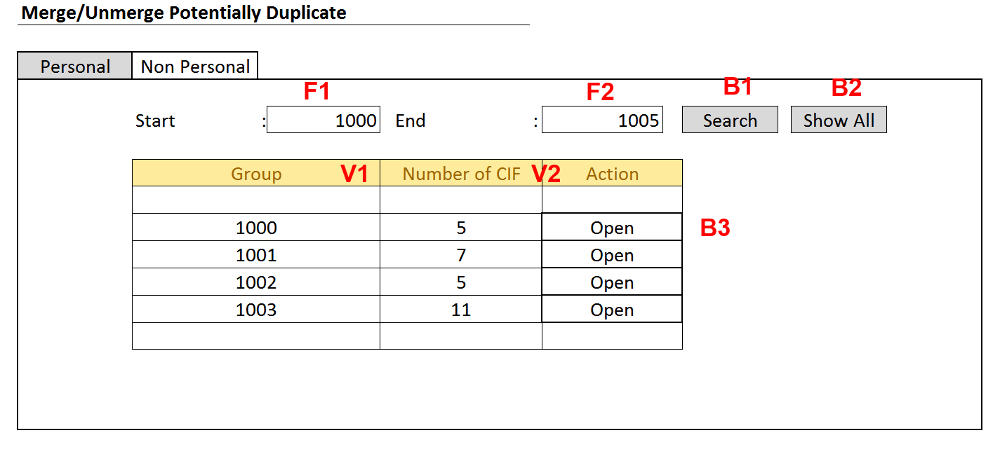 Merge/Unmerge Potentially Duplicate
Personal Non Personal
F1 F2 B1 B2
Start : 1000 End : 1005 Search Show All
Group V1 Number of CIF V2 Action
1000 5 Open B3
1001 7 Open
1002 5 Open
1003 11 Open